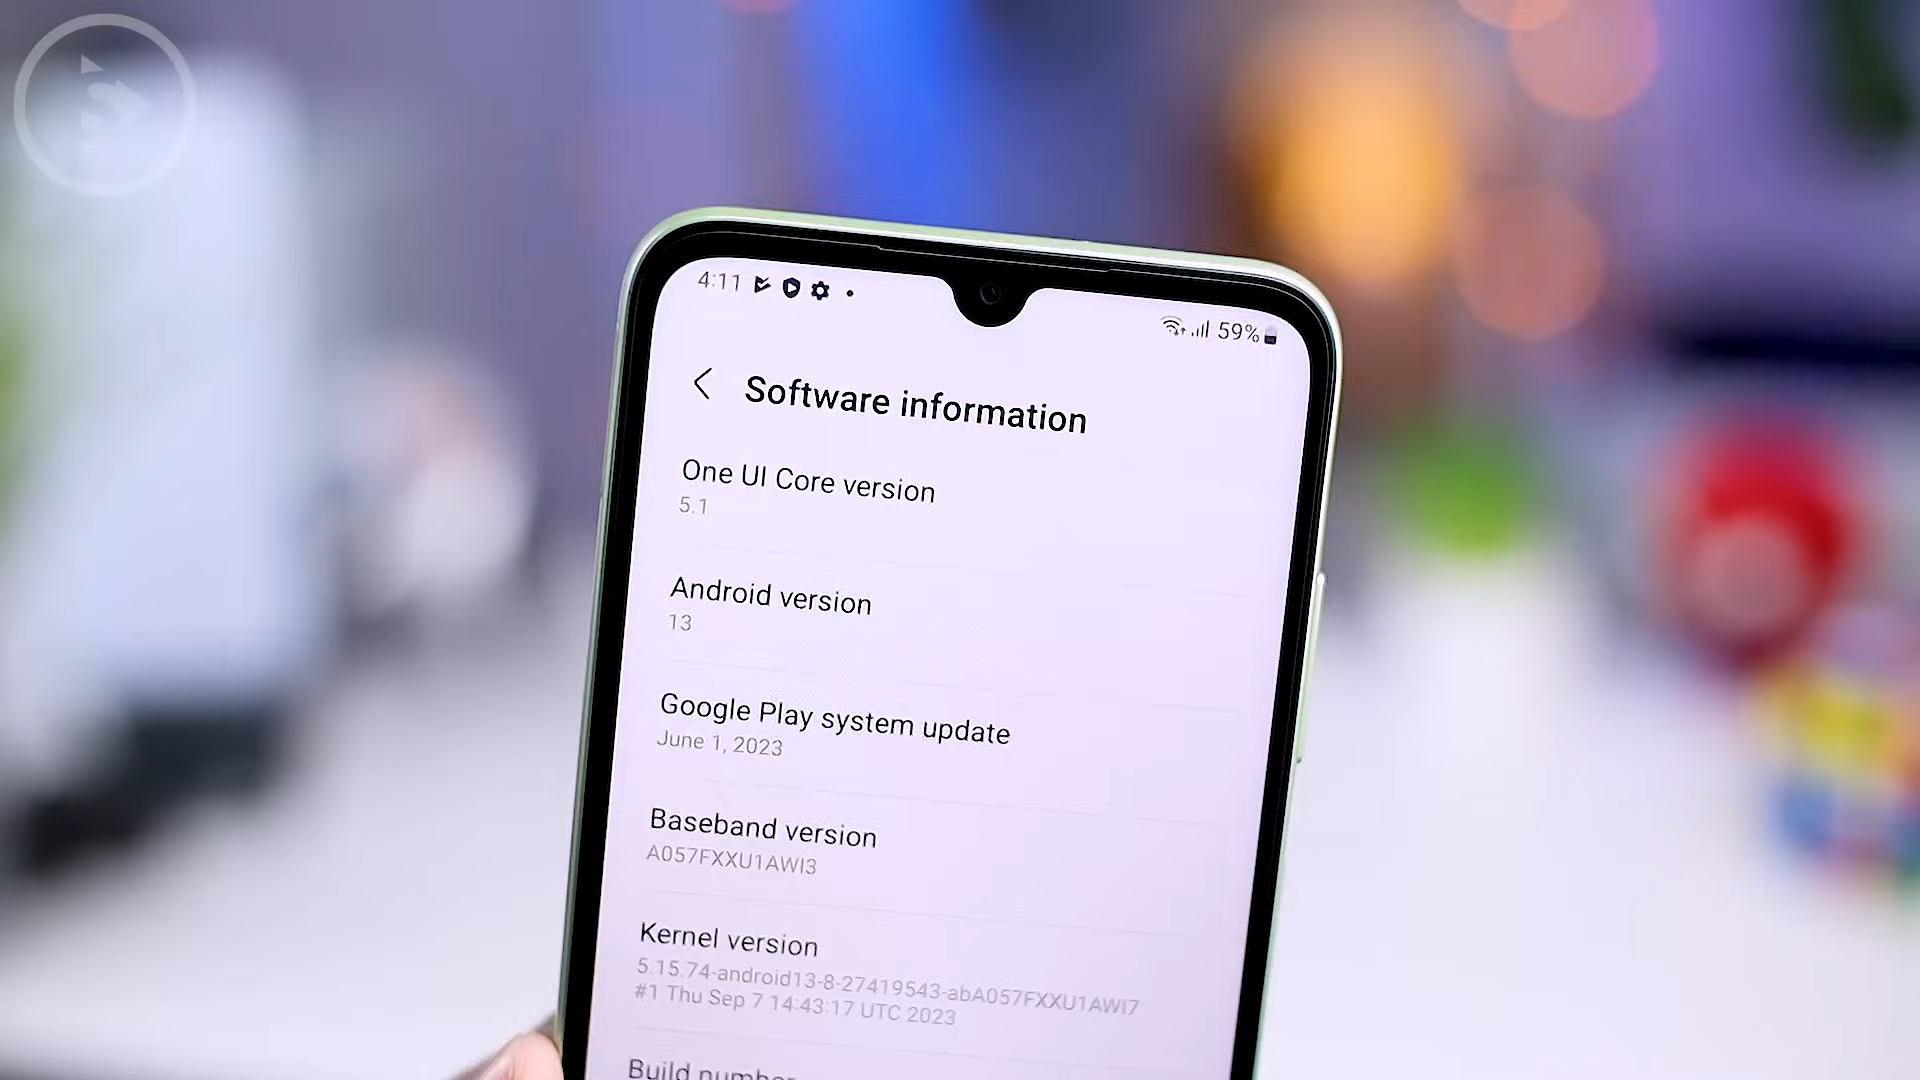 4:11
59%
Software information
One UI Core version
5.1
Android version
13
Google Play system update
June 1, 2023
Baseband version
A057FXXU1AWI3
Kernel version
5.15.74-android13-8-27419543-abA057FXXU1AWI7
#1 Thu Sep 7 14:43:17 UTC 2023
Build number